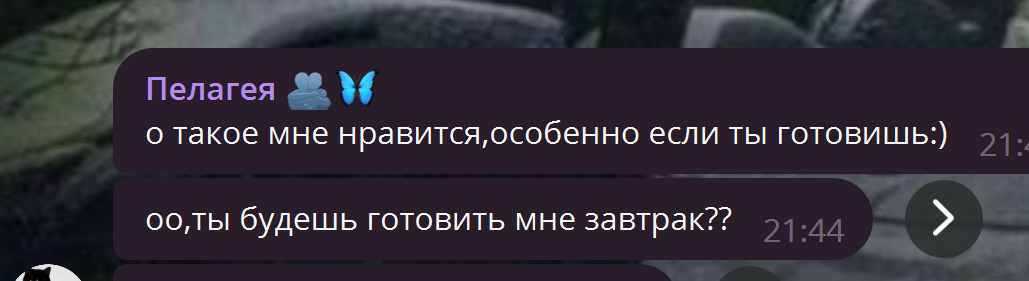 Пелагея 🫂🦋
о такое мне нравится,особенно если ты готовишь:)
оо,ты будешь готовить мне завтрак??
21:44